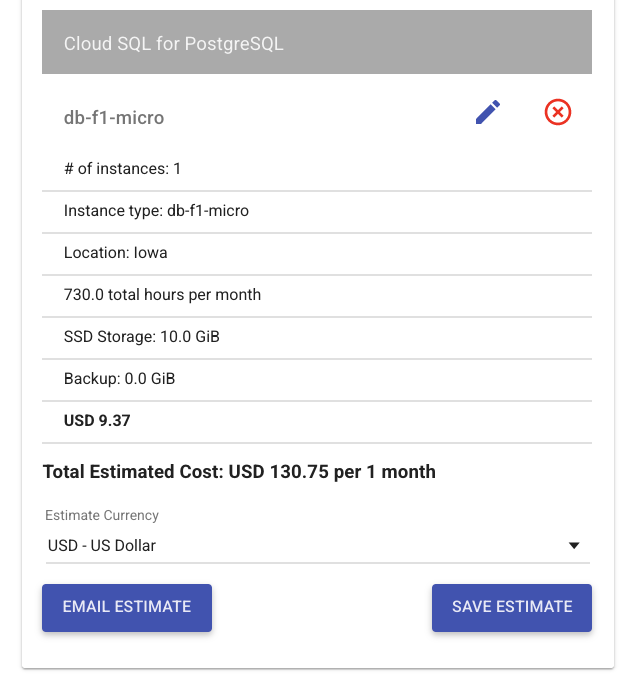 Cloud SQL for PostgreSQL
db-f1-micro
# of instances: 1
Instance type: db-f1-micro
Location: Iowa
730.0 total hours per month
SSD Storage: 10.0 GiB
Backup: 0.0 GiB
USD 9.37
Total Estimated Cost: USD 130.75 per 1 month
Estimate Currency
USD - US Dollar
EMAIL ESTIMATE
SAVE ESTIMATE